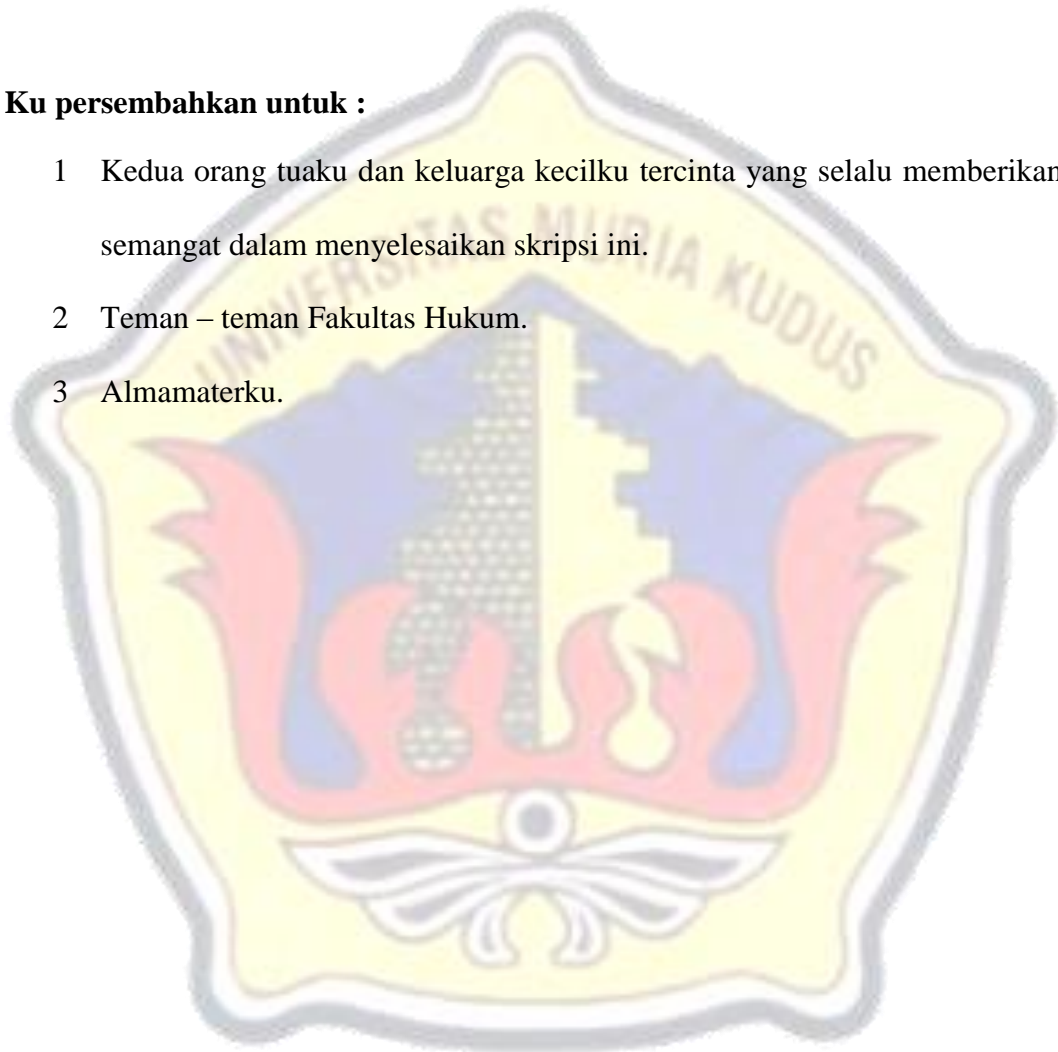 Ku persembahkan untuk :
1 Kedua orang tuaku dan keluarga kecilku tercinta yang selalu memberikan
semangat dalam menyelesaikan skripsi ini.
2 Teman – teman Fakultas Hukum.
3 Almamaterku.
UNIVERSITAS MURIA KUDUS